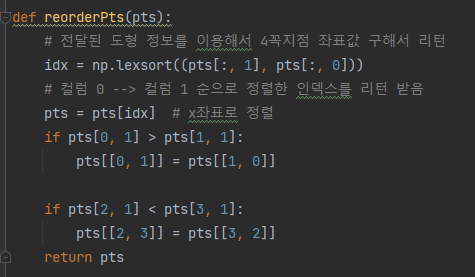 def reorderPts(pts):
    # 전달된 도형 정보를 이용해서 4꼭지점 좌표값 구해서 리턴
    idx = np.lexsort((pts[:, 1], pts[:, 0]))
    # 컬럼 0 --> 컬럼 1 순으로 정렬한 인덱스를 리턴 받음
    pts = pts[idx]  # x좌표로 정렬
    if pts[0, 1] > pts[1, 1]:
        pts[[0, 1]] = pts[[1, 0]]
    if pts[2, 1] < pts[3, 1]:
        pts[[2, 3]] = pts[[3, 2]]
    return pts